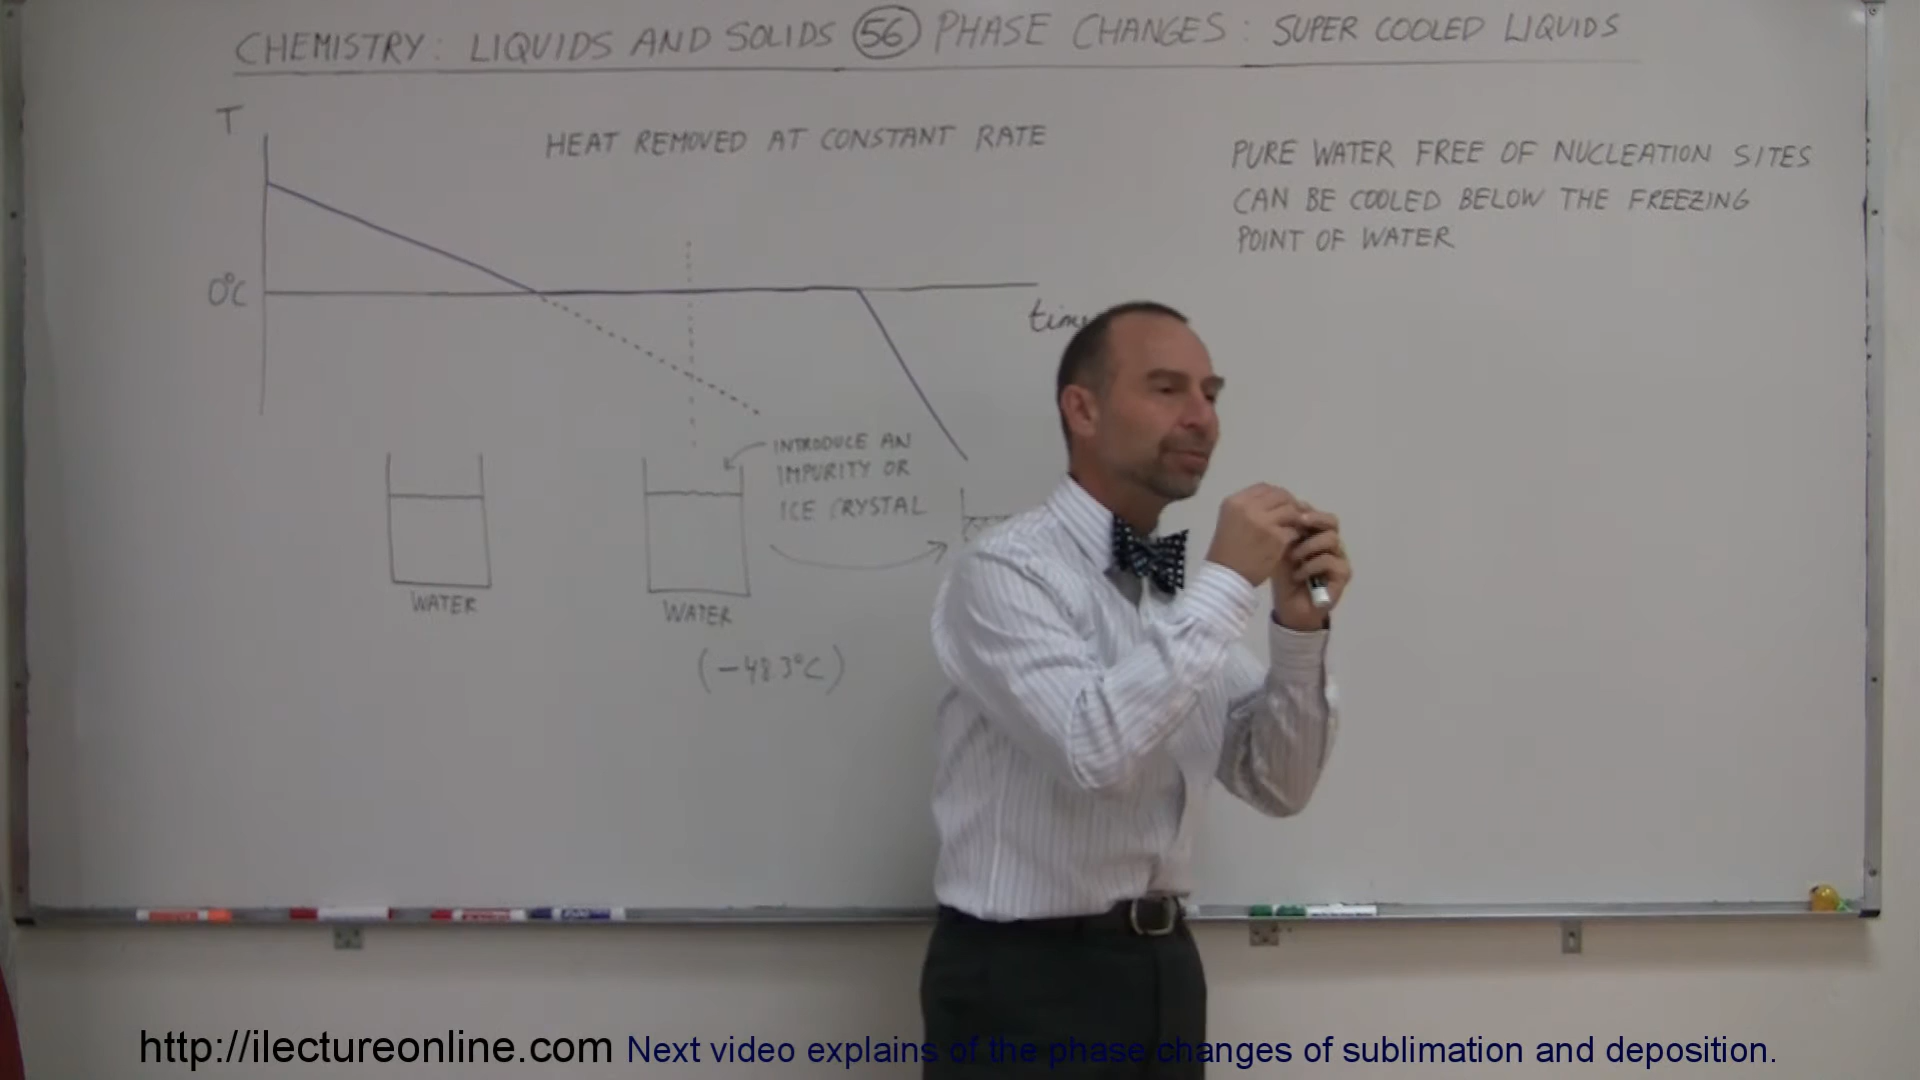 CHEMISTRY: LIQUIDS AND SOLIDS 56 PHASE CHANGES: SUPER COOLED LIQUIDS
T
HEAT REMOVED AT CONSTANT RATE
PURE WATER FREE OF NUCLEATION SITES
CAN BE COOLED BELOW THE FREEZING
POINT OF WATER
0°C
INTRODUCE AN
IMPURITY OR
ICE CRYSTAL
WATER
WATER
(-48.3°C)
http://ilectureonline.com Next video explains of the phase changes of sublimation and deposition.